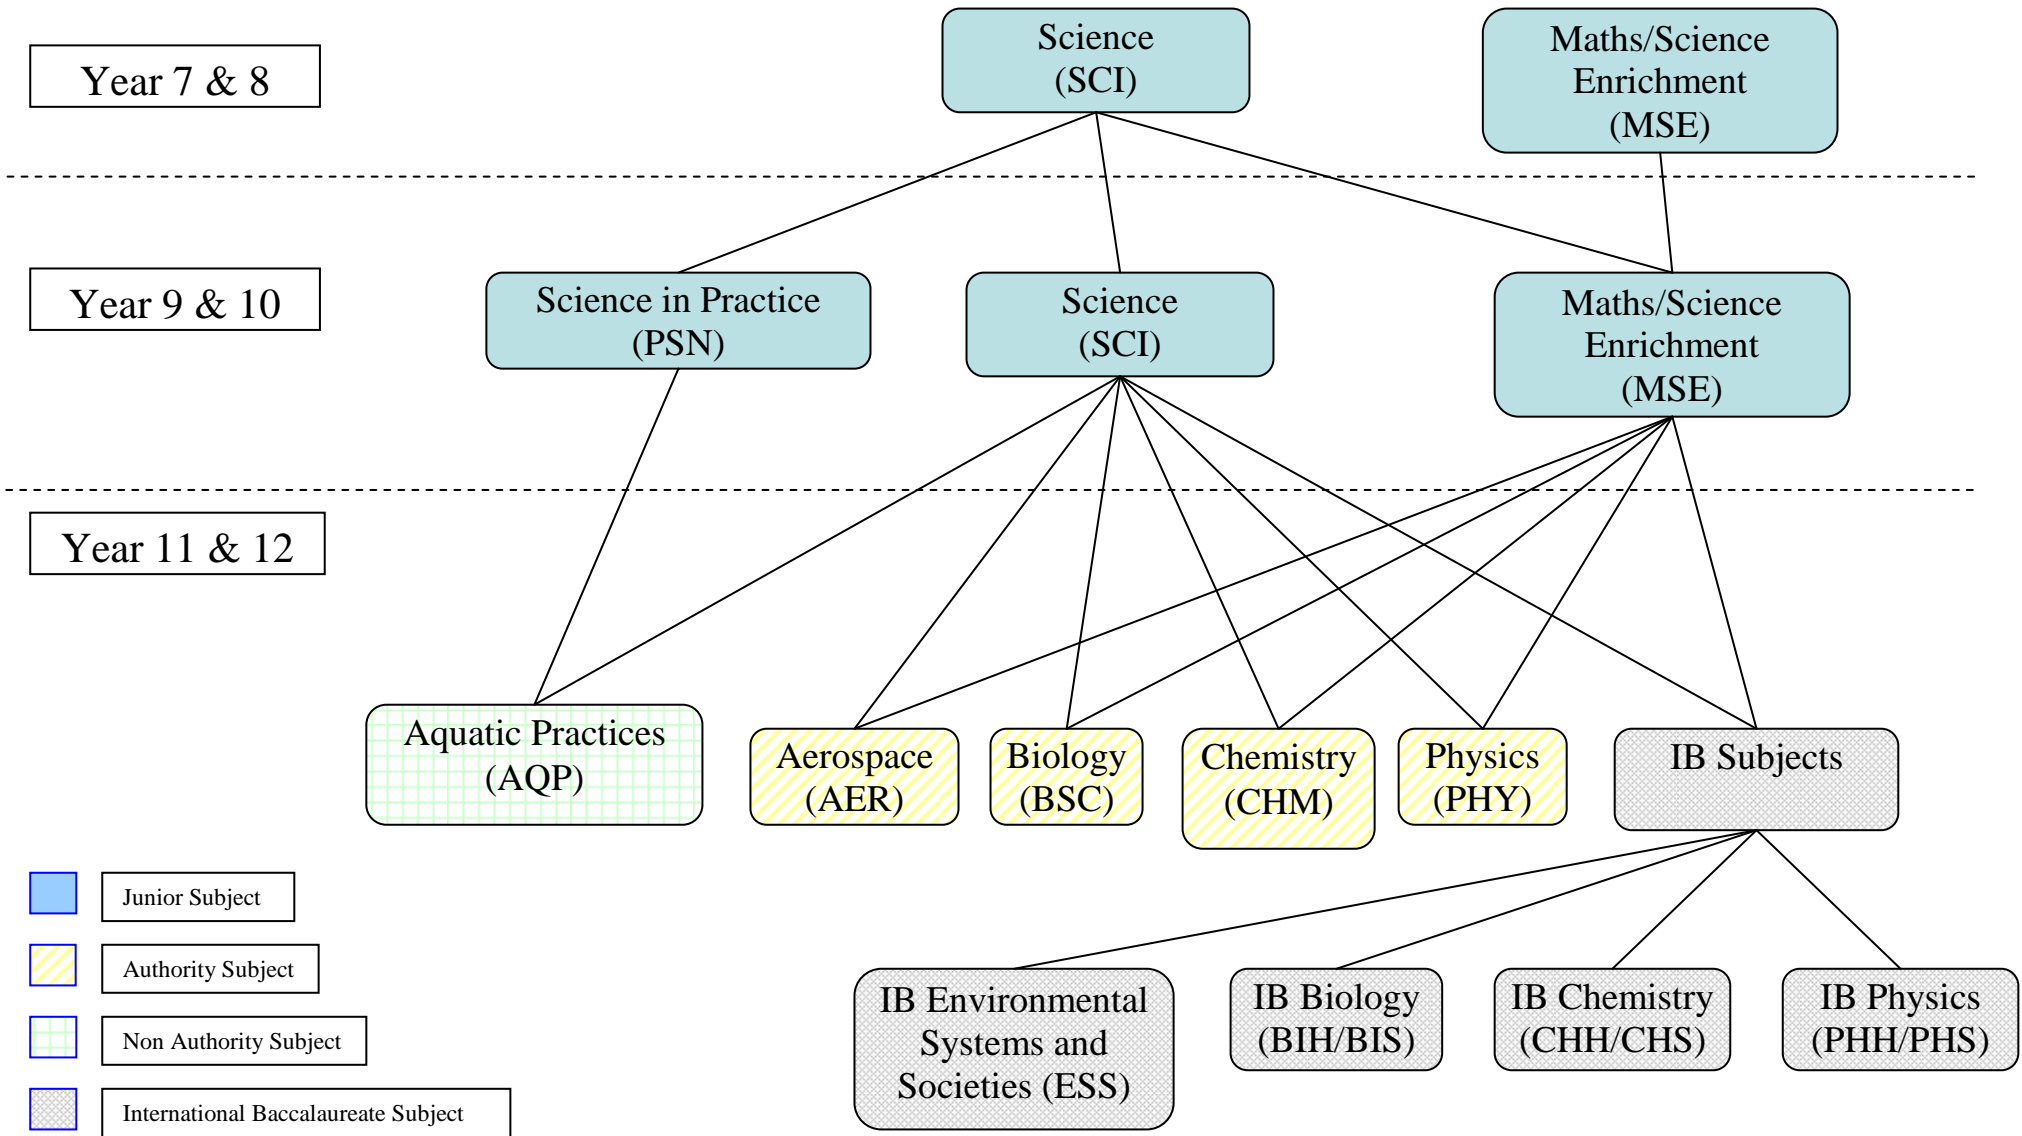 Year 7 & 8
Science
(SCI)
Maths/Science
Enrichment
(MSE)
Year 9 & 10
Science in Practice
(PSN)
Science
(SCI)
Maths/Science
Enrichment
(MSE)
Year 11 & 12
Aquatic Practices
(AQP)
Aerospace
(AER)
Biology
(BSC)
Chemistry
(CHM)
Physics
(PHY)
IB Subjects
Junior Subject
Authority Subject
Non Authority Subject
International Baccalaureate Subject
IB Environmental
Systems and
Societies (ESS)
IB Biology
(BIH/BIS)
IB Chemistry
(CHH/CHS)
IB Physics
(PHH/PHS)